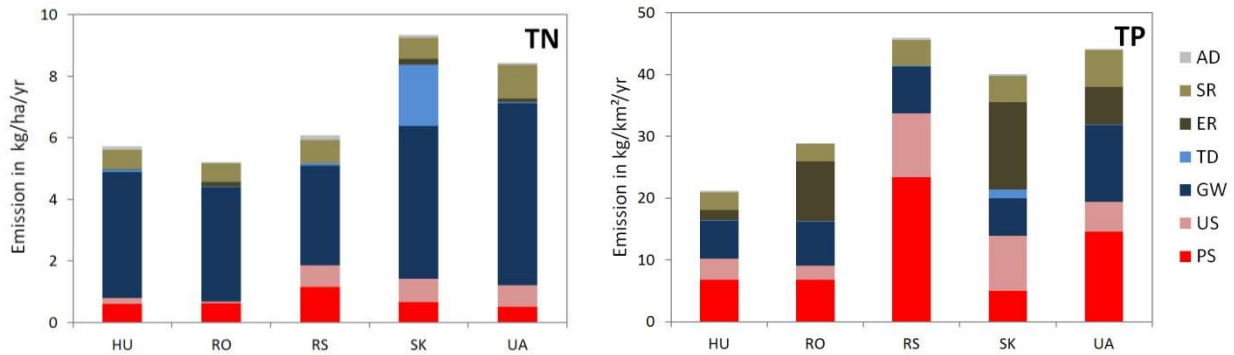 TN
Emission in kg/ha/yr
10
8
6
4
2
0
HU RO RS SK UA
TP
Emission in kg/km²/yr
50
40
30
20
10
0
HU RO RS SK UA
AD
SR
ER
TD
GW
US
PS